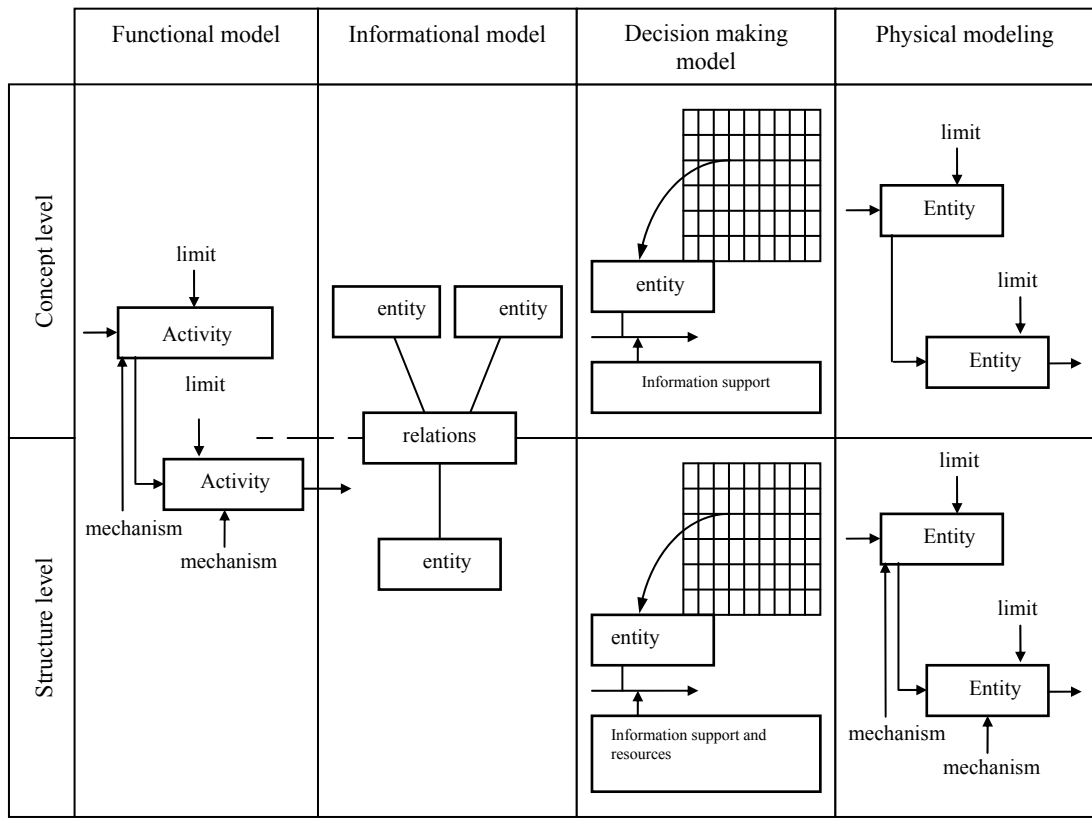 Functional model
Informational model
Decision making
model
Physical modeling
Concept level
Structure level
limit
Activity
limit
Activity
mechanism
mechanism
entity
entity
relations
entity
entity
Information support
entity
Information support and
resources
limit
Entity
limit
Entity
limit
Entity
limit
Entity
mechanism
mechanism